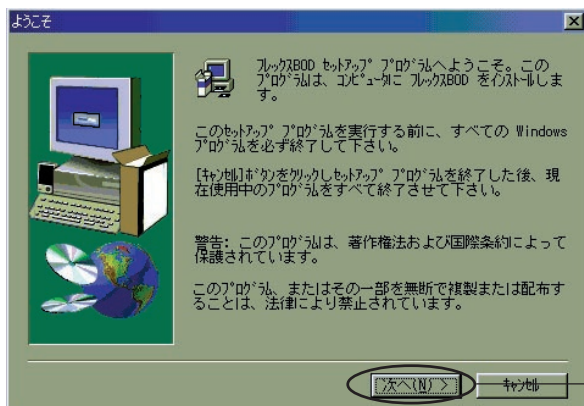 ようこそ
ﾌﾚｯｸｽBOD ｾｯﾄｱｯﾌﾟ ﾌﾟﾛｸﾞﾗﾑへようこそ。この
ﾌﾟﾛｸﾞﾗﾑは、ｺﾝﾋﾟｭｰﾀに ﾌﾚｯｸｽBOD をｲﾝｽﾄｰﾙしま
す。
このｾｯﾄｱｯﾌﾟ ﾌﾟﾛｸﾞﾗﾑを実行する前に、すべての Windows
ﾌﾟﾛｸﾞﾗﾑを必ず終了して下さい。
[ｷｬﾝｾﾙ]ﾎﾞﾀﾝをｸﾘｯｸしｾｯﾄｱｯﾌﾟ ﾌﾟﾛｸﾞﾗﾑを終了した後、現
在使用中のﾌﾟﾛｸﾞﾗﾑをすべて終了させて下さい。
警告: このﾌﾟﾛｸﾞﾗﾑは、著作権法および国際条約によって
保護されています。
このﾌﾟﾛｸﾞﾗﾑ、またはその一部を無断で複製または配布す
ることは、法律により禁止されています。
次へ(N) >
ｷｬﾝｾﾙ